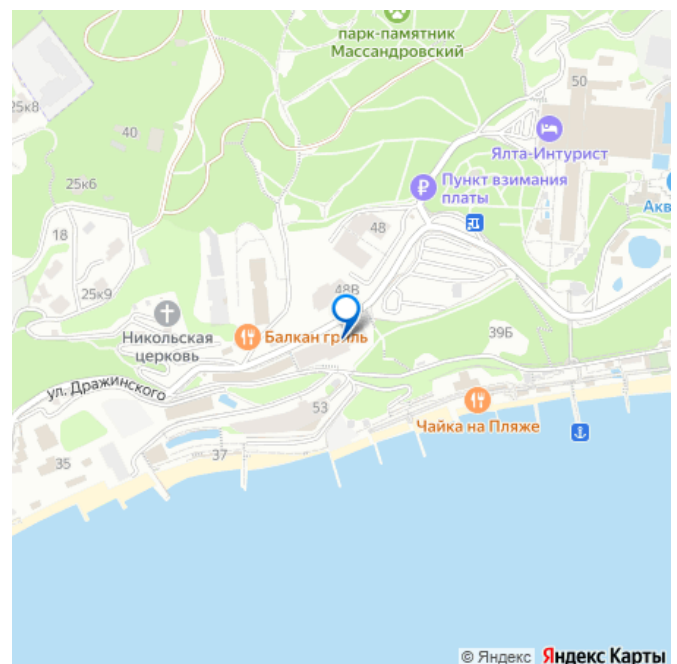 парк-памятник
Массандровский
50
25к8
40
Ялта-Интурист
25к6
Пункт взимания
платы
Акв
18
48
25к9
48В
Никольская
церковь
Балкан гриль
39Б
ул. Дражинского
53
Чайка на Пляже
35
37
© Яндекс Яндекс Карты